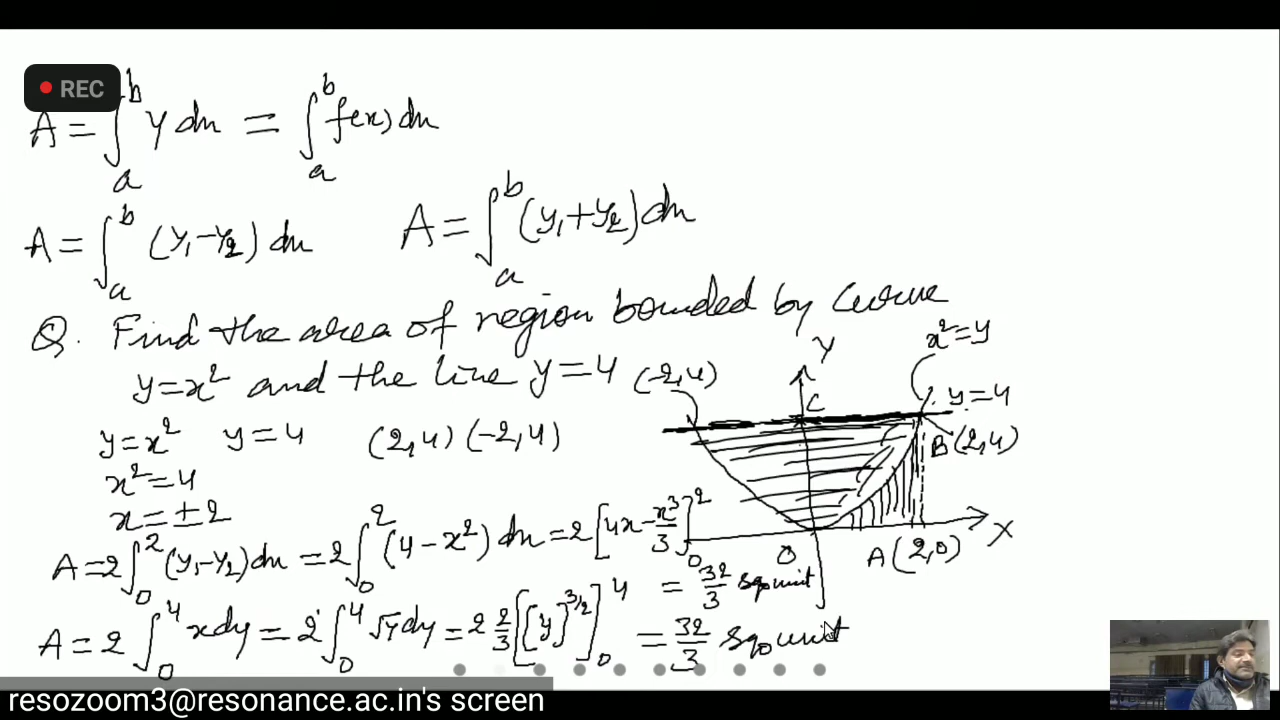 REC
A = ∫_a^b y dx = ∫_a^b f(x) dx
A = ∫_a^b (y₁ - y₂) dx    A = ∫_a^b (y₁ + y₂) dx
Q. Find the area of region bounded by curve
y = x² and the line y = 4
y = x²    y = 4    (2,4) (-2,4)
x² = 4
x = ±2
A = 2 ∫_0^2 (y₁ - y₂) dx = 2 ∫_0^2 (4 - x²) dx = 2 [4x - x³/3]_0^2
= 32/3 sq unit
A = 2 ∫_0^4 x dy = 2 ∫_0^4 √y dy = 2 2/3 [[y]^{3/2}]_0^4 = 32/3 sq unit
x² = y
Y
(-2,4)
C
y = 4
B (2,4)
O
A (2,0)
X
resozoom3@resonance.ac.in's screen